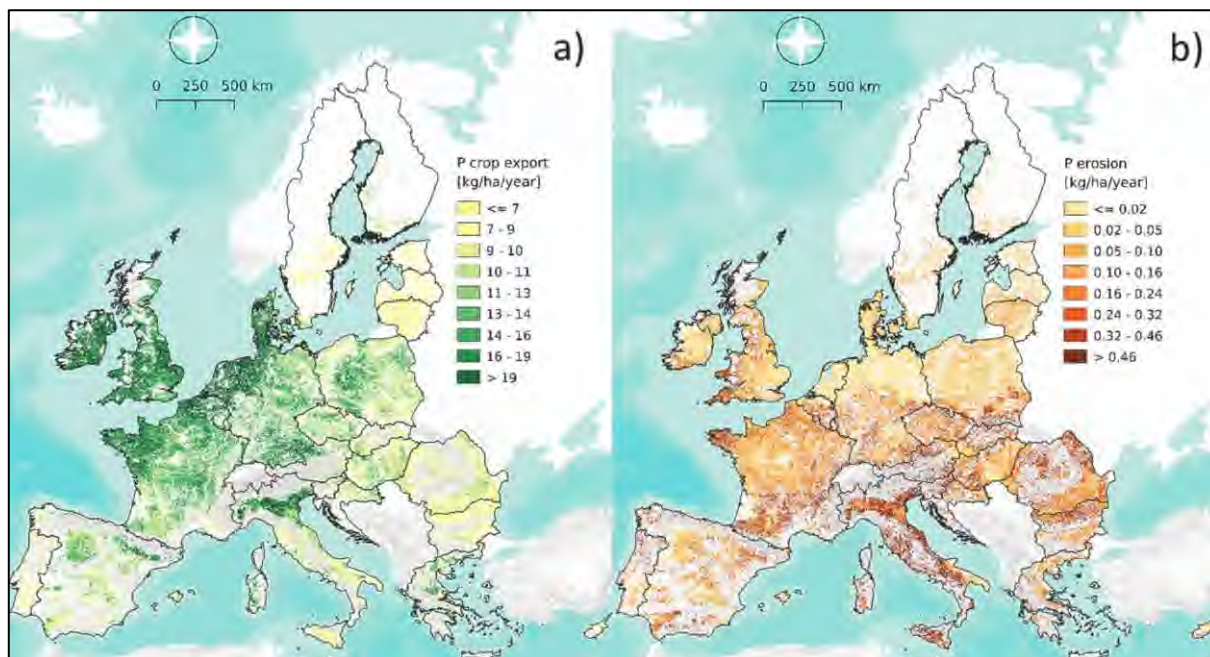 a)
0 250 500 km
P crop export
[kg/ha/year]
<= 7
7 - 9
9 - 10
10 - 11
11 - 13
13 - 14
14 - 16
16 - 19
> 19
b)
0 250 500 km
P erosion
[kg/ha/year]
<= 0.02
0.02 - 0.05
0.05 - 0.10
0.10 - 0.16
0.16 - 0.24
0.24 - 0.32
0.32 - 0.46
> 0.46